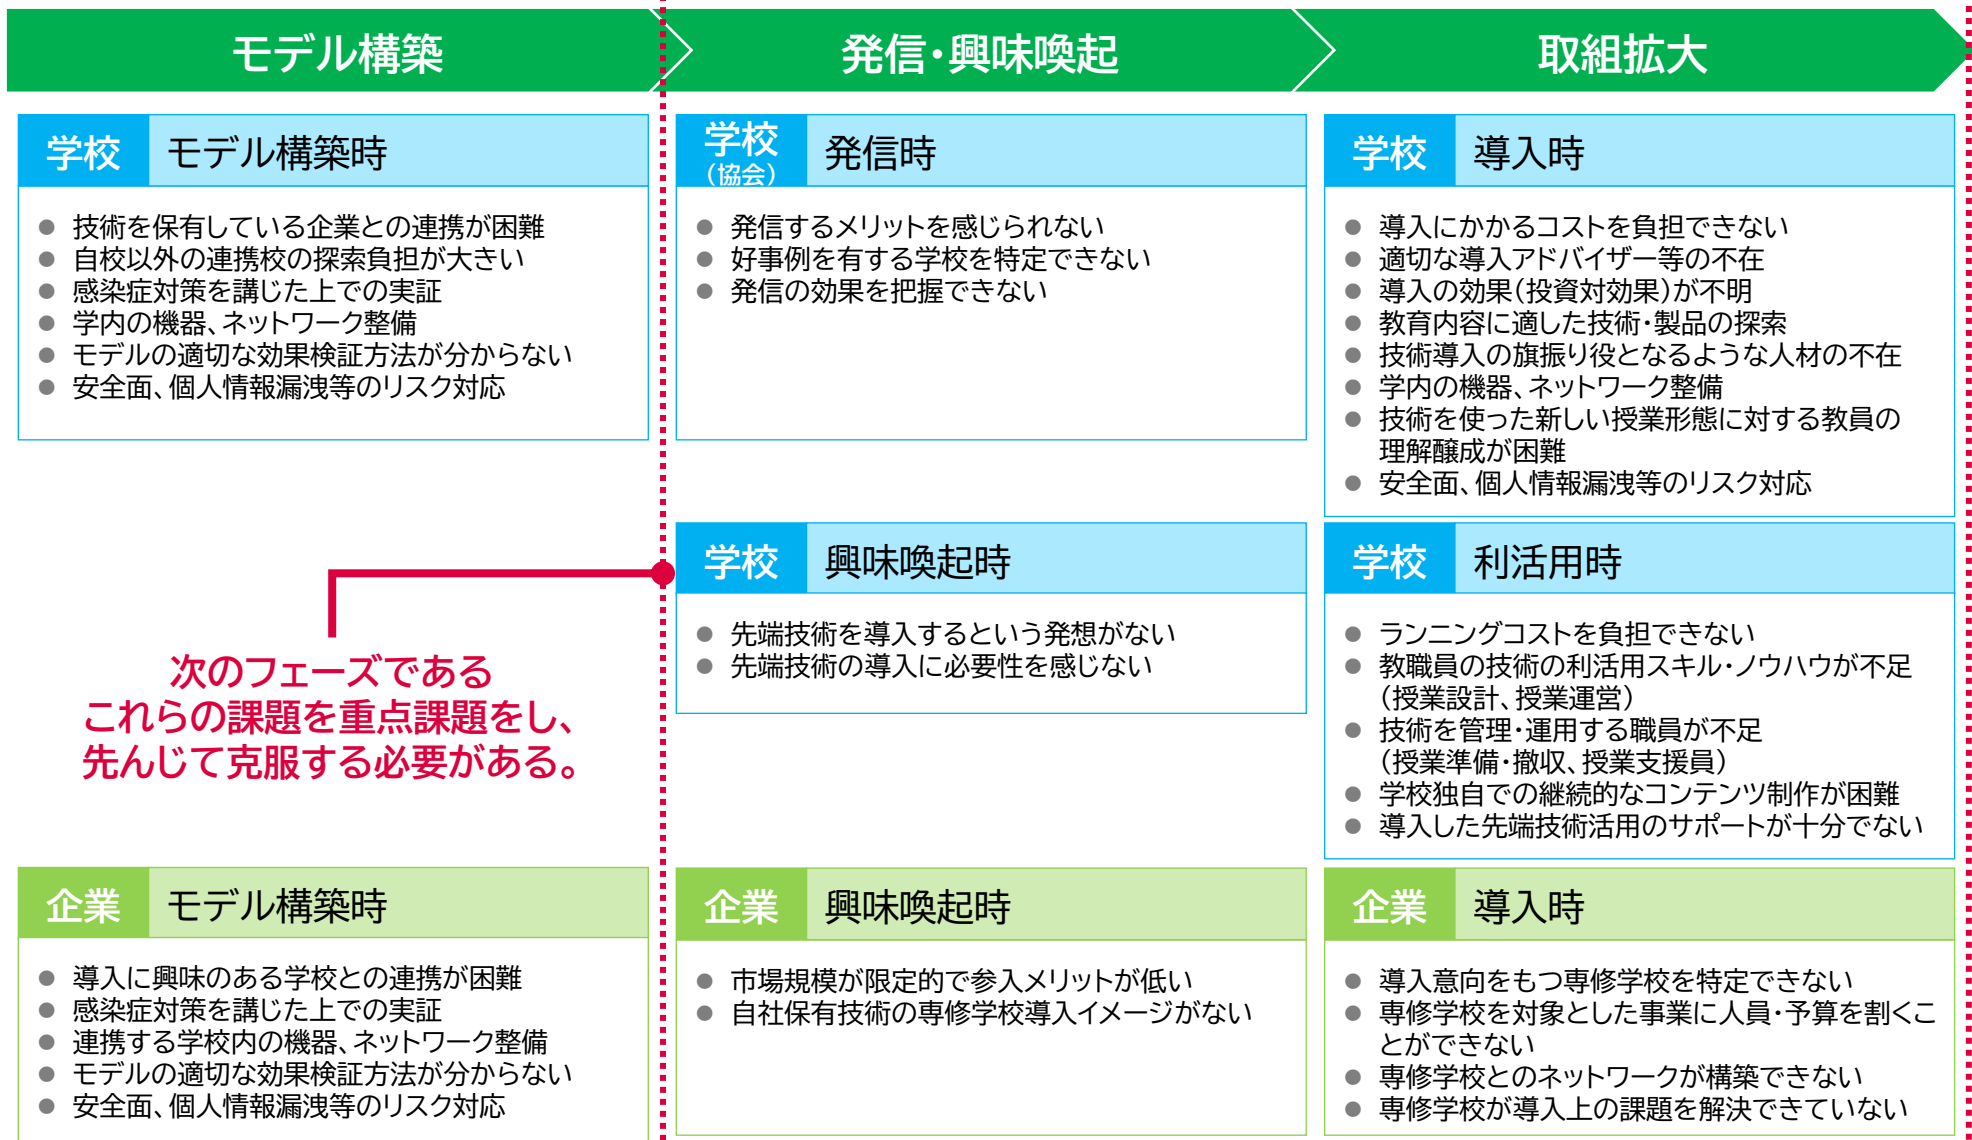 モデル構築
発信・興味喚起
取組拡大
学校
モデル構築時
技術を保有している企業との連携が困難
自校以外の連携校の探索負担が大きい
感染症対策を講じた上での実証
学内の機器、ネットワーク整備
モデルの適切な効果検証方法が分からない
安全面、個人情報漏洩等のリスク対応
学校
(協会)
発信時
発信するメリットを感じられない
好事例を有する学校を特定できない
発信の効果を把握できない
学校
導入時
導入にかかるコストを負担できない
適切な導入アドバイザー等の不在
導入の効果(投資対効果)が不明
教育内容に適した技術・製品の探索
技術導入の旗振り役となるような人材の不在
学内の機器、ネットワーク整備
技術を使った新しい授業形態に対する教員の
理解醸成が困難
安全面、個人情報漏洩等のリスク対応
次のフェーズである
これらの課題を重点課題をし、
先んじて克服する必要がある。
学校
興味喚起時
先端技術を導入するという発想がない
先端技術の導入に必要性を感じない
学校
利活用時
ランニングコストを負担できない
教職員の技術の利活用スキル・ノウハウが不足
(授業設計、授業運営)
技術を管理・運用する職員が不足
(授業準備・撤収、授業支援員)
学校独自での継続的なコンテンツ制作が困難
導入した先端技術活用のサポートが十分でない
企業
モデル構築時
導入に興味のある学校との連携が困難
感染症対策を講じた上での実証
連携する学校内の機器、ネットワーク整備
モデルの適切な効果検証方法が分からない
安全面、個人情報漏洩等のリスク対応
企業
興味喚起時
市場規模が限定的で参入メリットが低い
自社保有技術の専修学校導入イメージがない
企業
導入時
導入意向をもつ専修学校を特定できない
専修学校を対象とした事業に人員・予算を割くこ
とができない
専修学校とのネットワークが構築できない
専修学校が導入上の課題を解決できていない